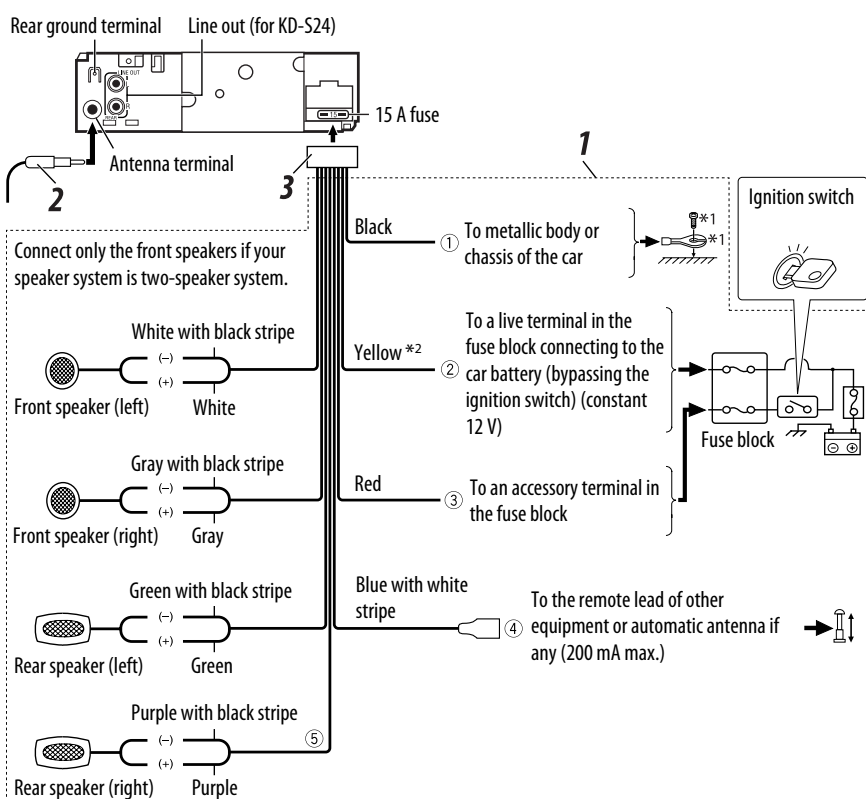 Rear ground terminal
Line out (for KD-S24)
LINE OUT
L
R
REAR
15
15 A fuse
Antenna terminal
1
2
3
Ignition switch
Connect only the front speakers if your
speaker system is two-speaker system.
Black
① To metallic body or
chassis of the car
*1
*1
White with black stripe
(–)
(+)
Front speaker (left)
White
Yellow *2
② To a live terminal in the
fuse block connecting to the
car battery (bypassing the
ignition switch) (constant
12 V)
Fuse block
Gray with black stripe
(–)
(+)
Front speaker (right)
Gray
Red
③ To an accessory terminal in
the fuse block
Green with black stripe
(–)
(+)
Rear speaker (left)
Green
Blue with white
stripe
④ To the remote lead of other
equipment or automatic antenna if
any (200 mA max.)
Purple with black stripe
⑤
(–)
(+)
Rear speaker (right)
Purple